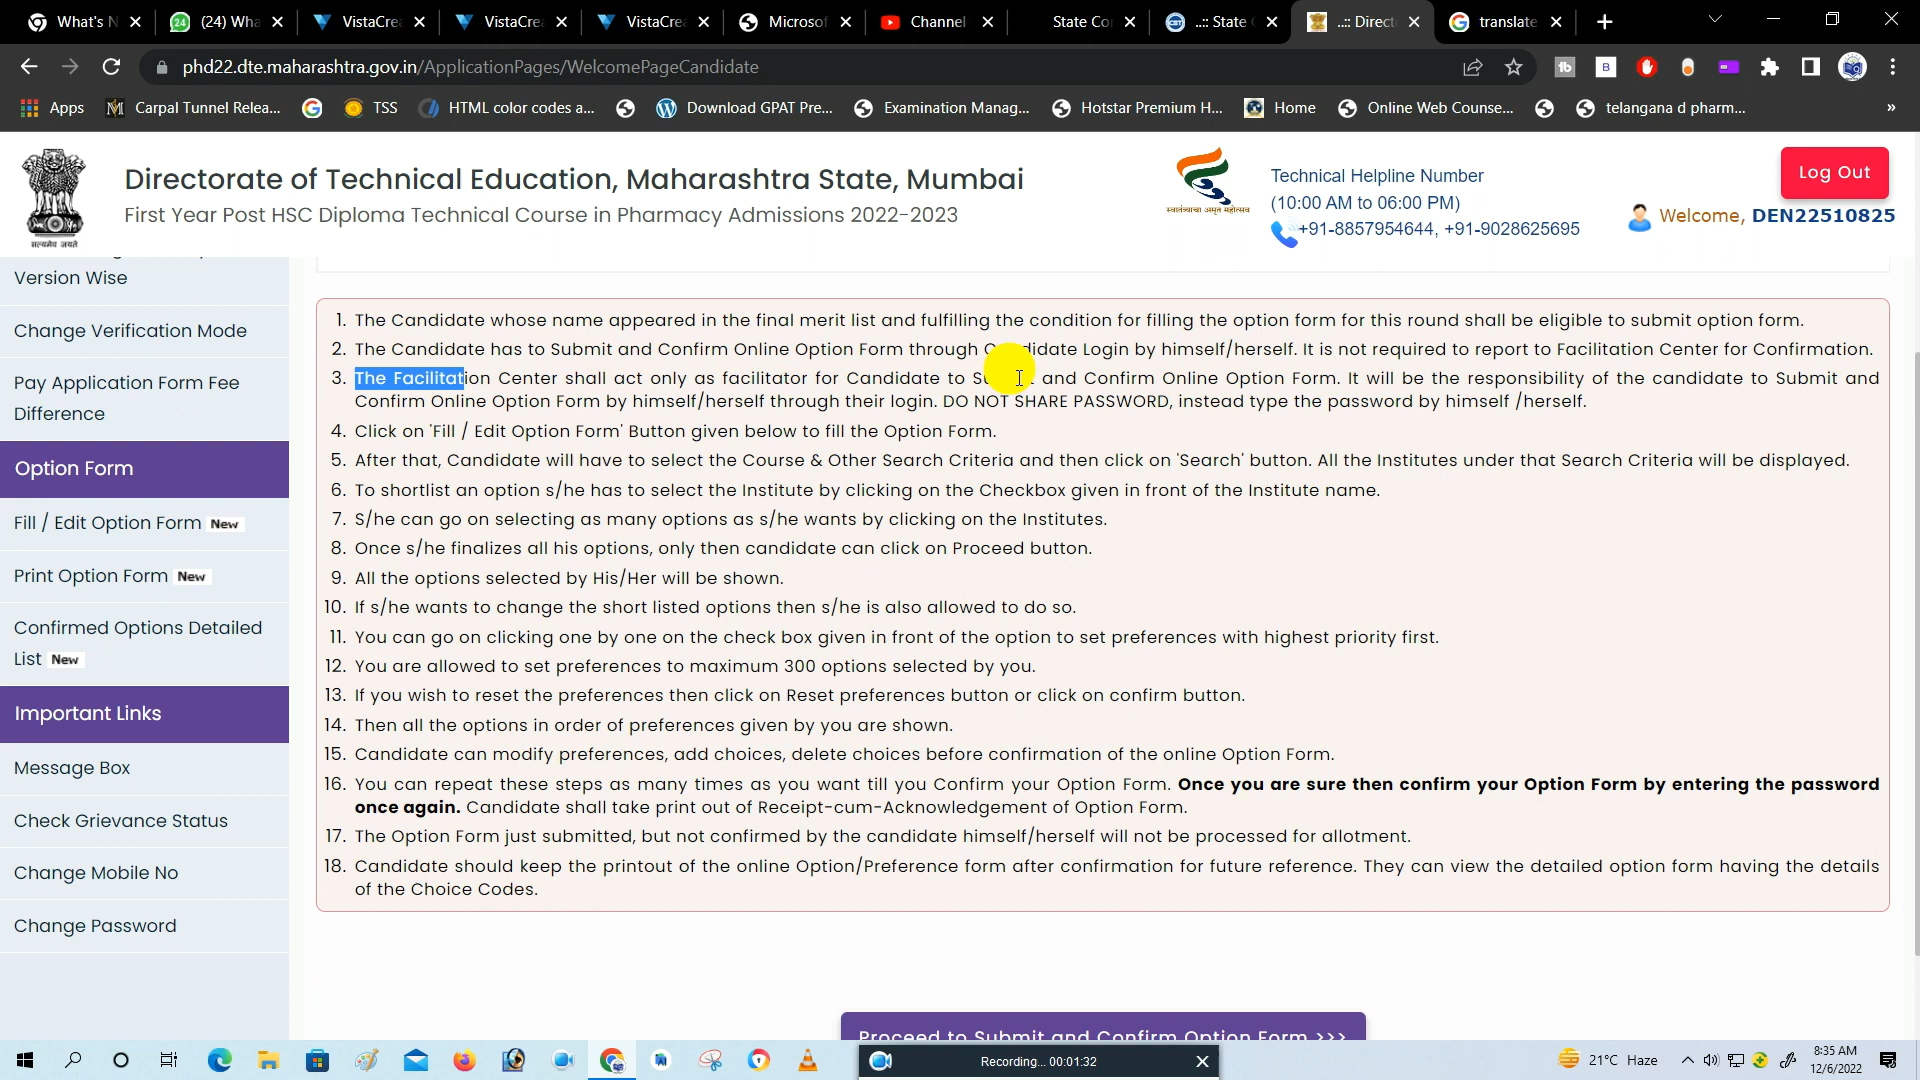 What's N
(24) Wha
VistaCrea
VistaCrea
VistaCrea
Microsof
Channel
State Co
..:: State C
..:: Direct
translate
phd22.dte.maharashtra.gov.in/ApplicationPages/WelcomePageCandidate
Apps
Carpal Tunnel Relea...
TSS
HTML color codes a...
Download GPAT Pre...
Examination Manag...
Hotstar Premium H...
Home
Online Web Counse...
telangana d pharm...
»
सत्यमेव जयते
Directorate of Technical Education, Maharashtra State, Mumbai
First Year Post HSC Diploma Technical Course in Pharmacy Admissions 2022-2023
Technical Helpline Number
(10:00 AM to 06:00 PM)
+91-8857954644, +91-9028625695
Log Out
Welcome, DEN22510825
Version Wise
Change Verification Mode
Pay Application Form Fee
Difference
Option Form
Fill / Edit Option Form New
Print Option Form New
Confirmed Options Detailed
List New
Important Links
Message Box
Check Grievance Status
Change Mobile No
Change Password
1. The Candidate whose name appeared in the final merit list and fulfilling the condition for filling the option form for this round shall be eligible to submit option form.
2. The Candidate has to Submit and Confirm Online Option Form through Candidate Login by himself/herself. It is not required to report to Facilitation Center for Confirmation.
3. The Facilitation Center shall act only as facilitator for Candidate to Submit and Confirm Online Option Form. It will be the responsibility of the candidate to Submit and
Confirm Online Option Form by himself/herself through their login. DO NOT SHARE PASSWORD, instead type the password by himself /herself.
4. Click on 'Fill / Edit Option Form' Button given below to fill the Option Form.
5. After that, Candidate will have to select the Course & Other Search Criteria and then click on 'Search' button. All the Institutes under that Search Criteria will be displayed.
6. To shortlist an option s/he has to select the Institute by clicking on the Checkbox given in front of the Institute name.
7. S/he can go on selecting as many options as s/he wants by clicking on the Institutes.
8. Once s/he finalizes all his options, only then candidate can click on Proceed button.
9. All the options selected by His/Her will be shown.
10. If s/he wants to change the short listed options then s/he is also allowed to do so.
11. You can go on clicking one by one on the check box given in front of the option to set preferences with highest priority first.
12. You are allowed to set preferences to maximum 300 options selected by you.
13. If you wish to reset the preferences then click on Reset preferences button or click on confirm button.
14. Then all the options in order of preferences given by you are shown.
15. Candidate can modify preferences, add choices, delete choices before confirmation of the online Option Form.
16. You can repeat these steps as many times as you want till you Confirm your Option Form. Once you are sure then confirm your Option Form by entering the password
once again. Candidate shall take print out of Receipt-cum-Acknowledgement of Option Form.
17. The Option Form just submitted, but not confirmed by the candidate himself/herself will not be processed for allotment.
18. Candidate should keep the printout of the online Option/Preference form after confirmation for future reference. They can view the detailed option form having the details
of the Choice Codes.
Proceed to Submit and Confirm Option Form >>>
Recording... 00:01:32
21°C Haze
8:35 AM
12/6/2022